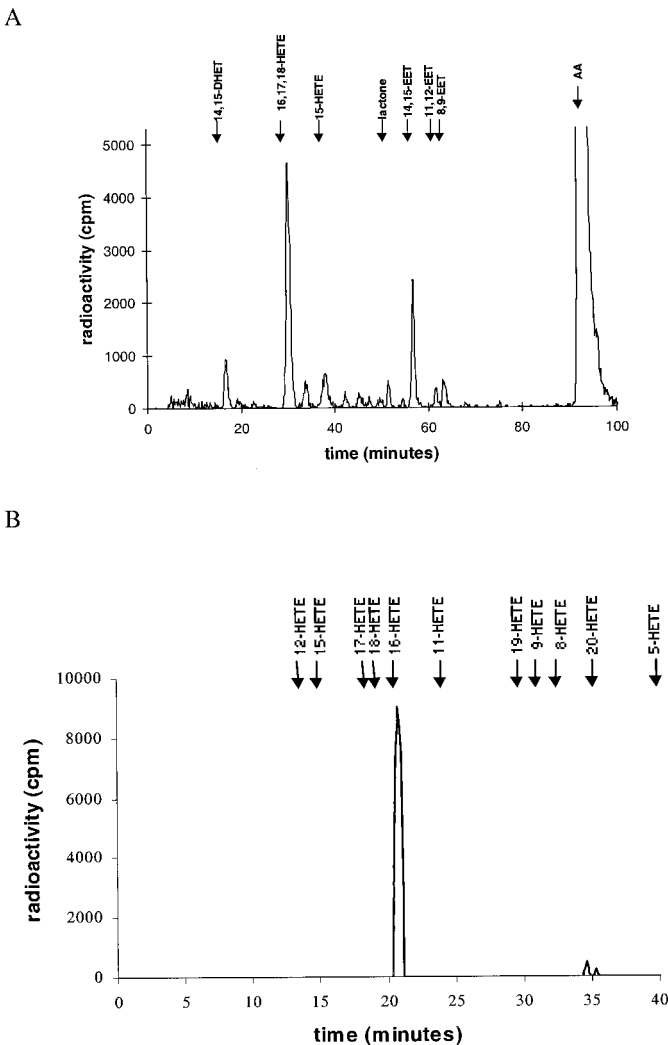 A
14,15-DHET
16,17,18-HETE
15-HETE
lactone
14,15-EET
11,12-EET
8,9-EET
AA
5000
4000
3000
2000
1000
0
radioactivity (cpm)
0 20 40 60 80 100
time (minutes)
B
12-HETE
15-HETE
17-HETE
18-HETE
16-HETE
11-HETE
19-HETE
9-HETE
8-HETE
20-HETE
5-HETE
10000
8000
6000
4000
2000
0
radioactivity (cpm)
0 5 10 15 20 25 30 35 40
time (minutes)